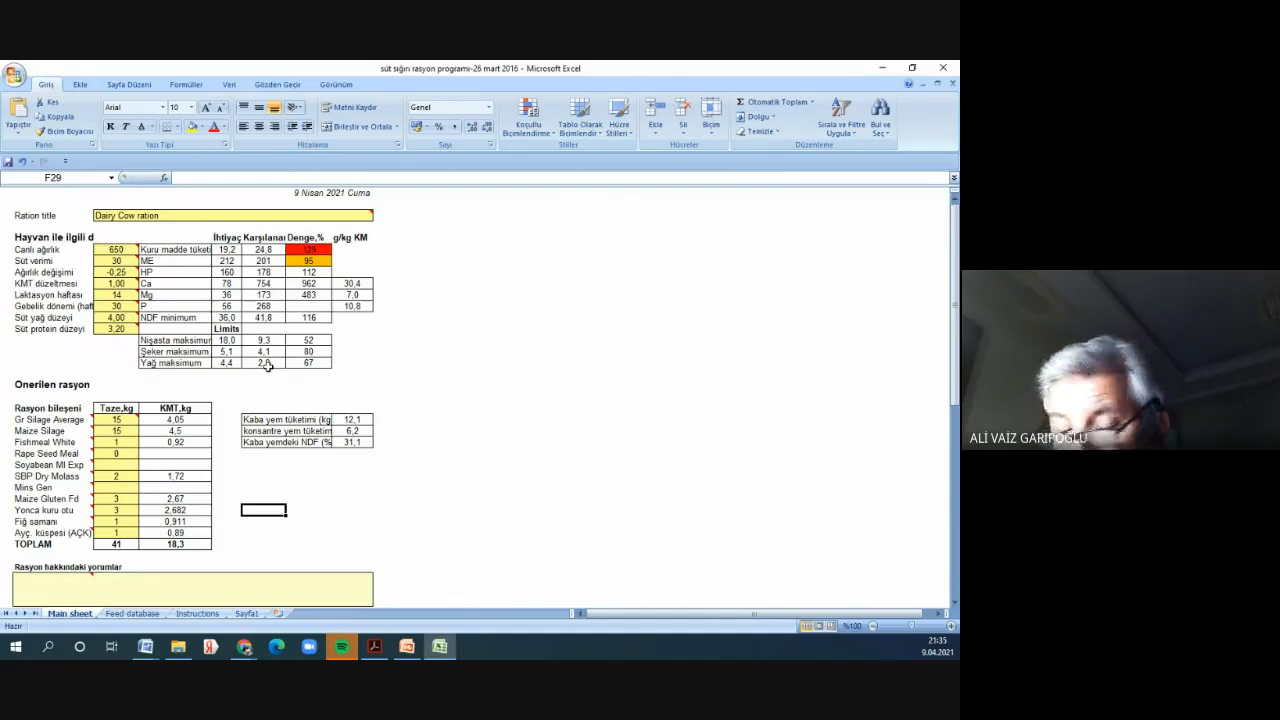 süt sığırı rasyon programı-26 mart 2016 - Microsoft Excel
Giriş Ekle Sayfa Düzeni Formüller Veri Gözden Geçir Görünüm
Yapıştır Kes Kopyala Biçim Boyacısı Pano
Arial 10 K T A Yazı Tipi
Metni Kaydır Birleştir ve Ortala Hizalama
Genel % Sayı
Koşullu Biçimlendirme Tablo Olarak Biçimlendir Hücre Stilleri Stiller
Ekle Sil Biçim Hücreler
Σ Otomatik Toplam Dolgu Temizle Sırala ve Filtre Uygula Bul ve Seç Düzenleme
F29 fx
9 Nisan 2021 Cuma
Ration title Dairy Cow ration
Hayvan ile ilgili d İhtiyaç Karşılanan Denge,% g/kg KM
Canlı ağırlık 650 Kuru madde tüketi 19,2 24,8 129
Süt verimi 30 ME 212 201 95
Ağırlık değişimi -0,25 HP 160 178 112
KMT düzeltmesi 1,00 Ca 78 754 962 30,4
Laktasyon haftası 14 Mg 36 173 483 7,0
Gebelik dönemi (haft 30 P 56 268 10,8
Süt yağ düzeyi 4,00 NDF minimum 36,0 41,8 116
Süt protein düzeyi 3,20 Limits
Nişasta maksimum 18,0 9,3 52
Şeker maksimum 5,1 4,1 80
Yağ maksimum 4,4 67
Onerilen rasyon
Rasyon bileşeni Taze,kg KMT,kg
Gr Silage Average 15 4,05 Kaba yem tüketimi (kg 12,1
Maize Silage 15 4,5 konsantre yem tüketim 6,2
Fishmeal White 1 0,92 Kaba yemdeki NDF (% 31,1
Rape Seed Meal 0
Soyabean Ml Exp
SBP Dry Molass 2 1,72
Mins Gen
Maize Gluten Fd 3 2,67
Yonca kuru otu 3 2,682
Fiğ samanı 1 0,911
Ayç. küspesi (AÇK) 1 0,89
TOPLAM 41 18,3
Rasyon hakkındaki yorumlar
Main sheet Feed database Instructions Sayfa1
Hazır %100
21:35
9.04.2021
ALİ VAİZ GARİPOĞLU